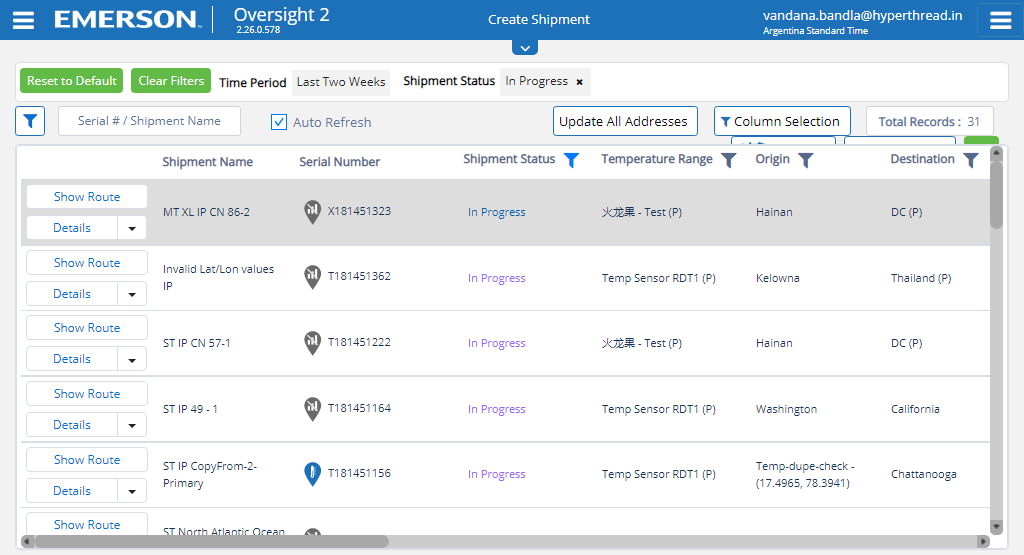 EMERSON
Oversight 2
2.26.0.578
Create Shipment
vandana.bandla@hyperthread.in
Argentina Standard Time
Reset to Default
Clear Filters
Time Period
Last Two Weeks
Shipment Status
In Progress ×
Serial # / Shipment Name
Auto Refresh
Update All Addresses
Column Selection
Total Records : 31
Shipment Name
Serial Number
Shipment Status
Temperature Range
Origin
Destination
Show Route
Details
MT XL IP CN 86-2
X181451323
In Progress
火龙果 - Test (P)
Hainan
DC (P)
Show Route
Details
Invalid Lat/Lon values
IP
T181451362
In Progress
Temp Sensor RDT1 (P)
Kelowna
Thailand (P)
Show Route
Details
ST IP CN 57-1
T181451222
In Progress
火龙果 - Test (P)
Hainan
DC (P)
Show Route
Details
ST IP 49 - 1
T181451164
In Progress
Temp Sensor RDT1 (P)
Washington
California
Show Route
Details
ST IP CopyFrom-2-
Primary
T181451156
In Progress
Temp Sensor RDT1 (P)
Temp-dupe-check -
(17.4965, 78.3941)
Chattanooga
Show Route
ST North Atlantic Ocean